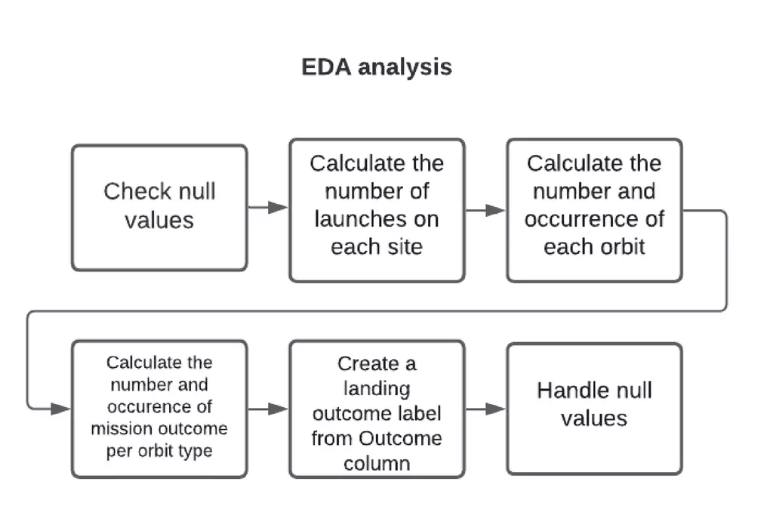 EDA analysis
Check null
values
Calculate the
number of
launches on
each site
Calculate the
number and
occurrence of
each orbit
Calculate the
number and
occurence of
mission outcome
per orbit type
Create a
landing
outcome label
from Outcome
column
Handle null
values